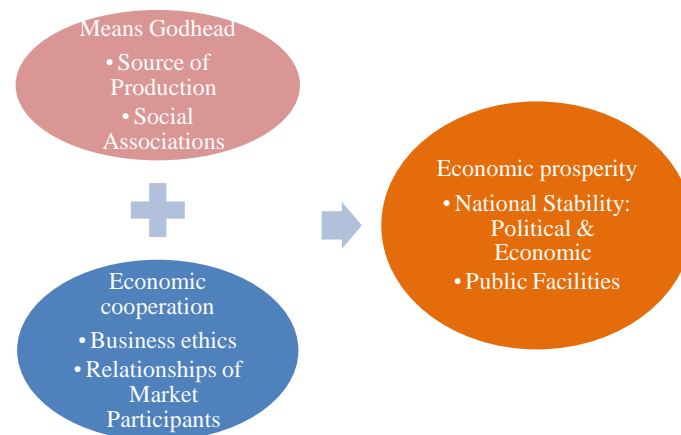 Means Godhead
• Source of
Production
• Social
Associations
Economic
cooperation
• Business ethics
• Relationships of
Market
Participants
Economic prosperity
• National Stability:
Political &
Economic
• Public Facilities